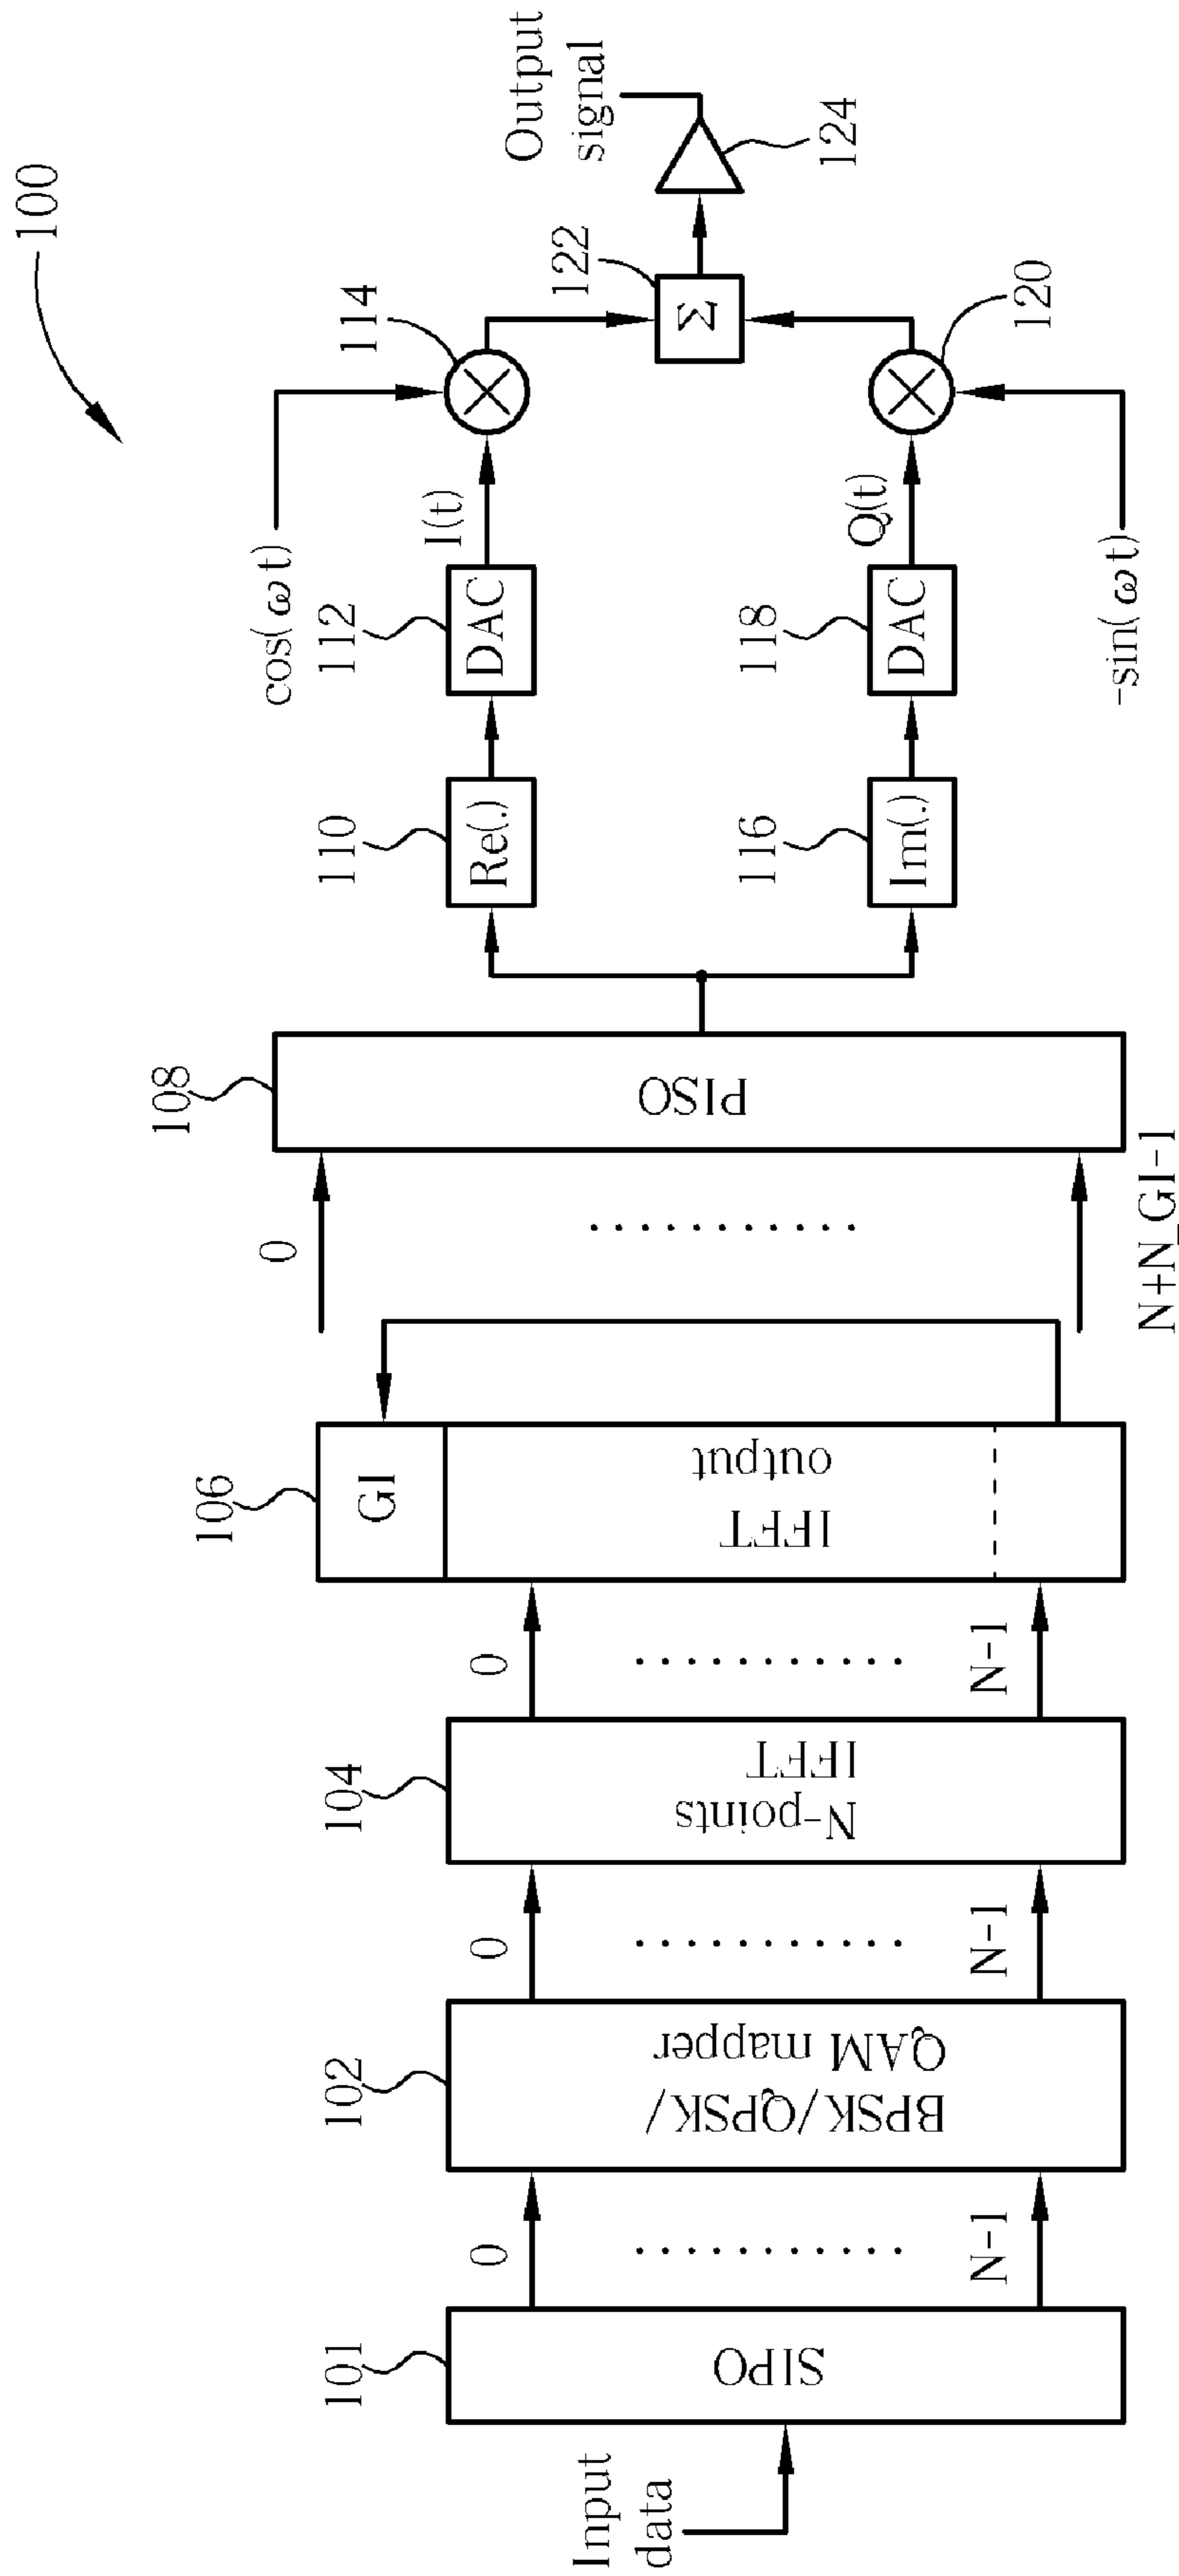 100
Input
data
101
SIPO
0
N-1
102
BPSK/QPSK/
QAM mapper
0
N-1
104
N-points
IFFT
0
N-1
106
GI
IFFT
output
0
N+N_GI-1
108
PISO
110
Re(.)
112
DAC
I(t)
cos(ωt)
114
116
Im(.)
118
DAC
Q(t)
-sin(ωt)
120
122
Σ
124
Output
signal